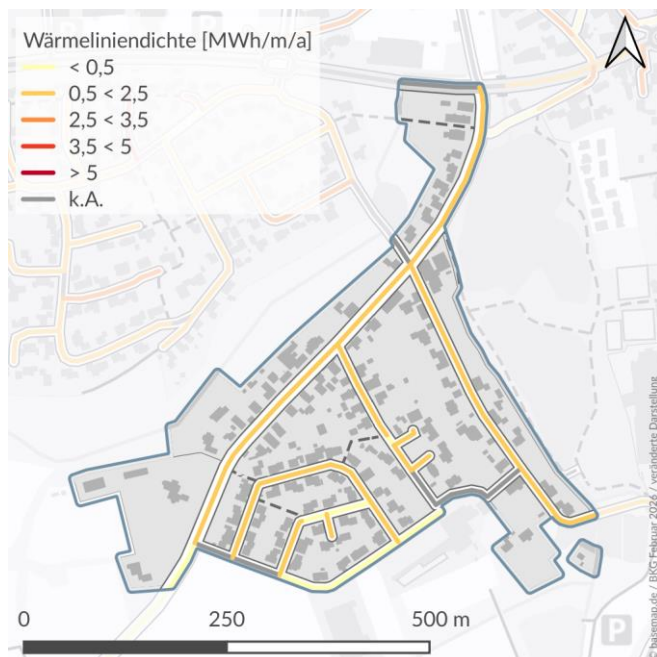 Wärmeliniendichte [MWh/m/a]
< 0,5
0,5 < 2,5
2,5 < 3,5
3,5 < 5
> 5
k.A.
0 250 500 m
P
© basemap.de / BKG Februar 2026 / veränderte Darstellung